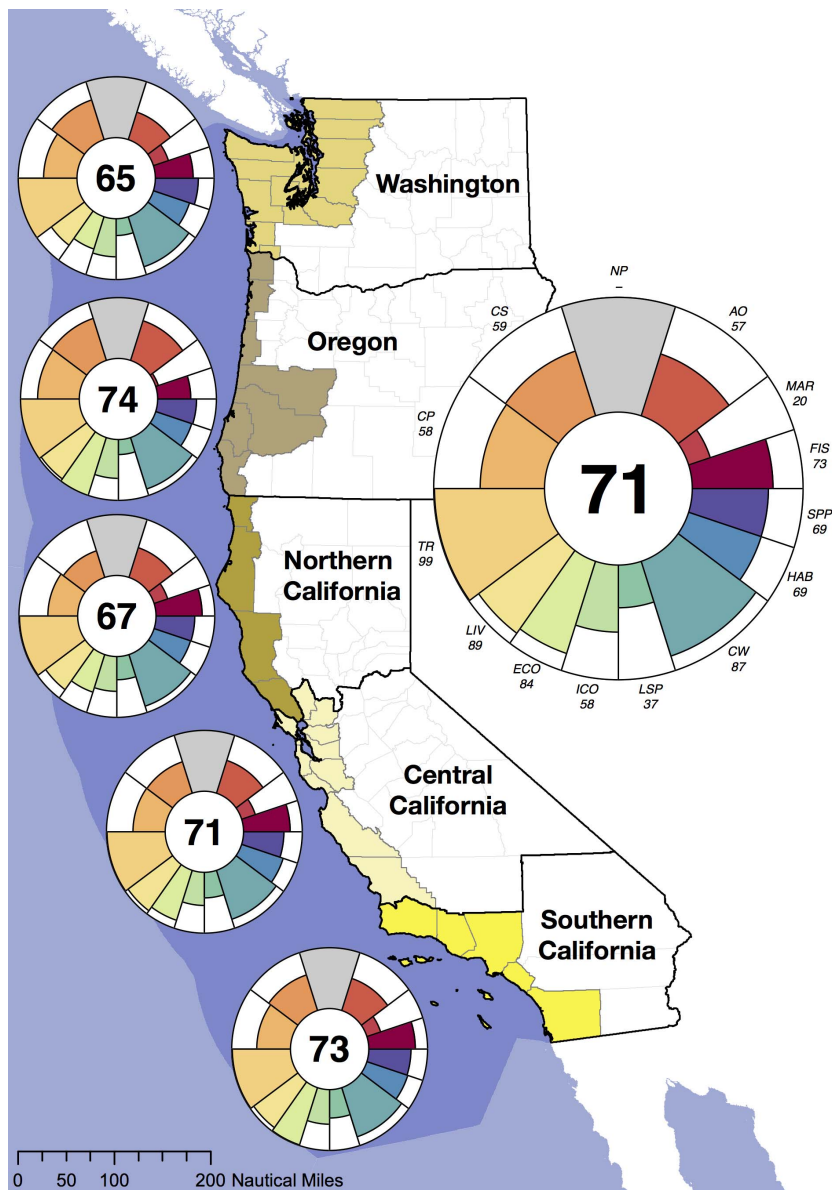 65
Washington
NP
–
CS
59
AO
57
74
Oregon
MAR
20
CP
58
FIS
73
71
SPP
69
67
Northern
California
TR
99
HAB
69
LIV
89
CW
87
ECO
84
ICO
58
LSP
37
71
Central
California
73
Southern
California
0 50 100 200 Nautical Miles